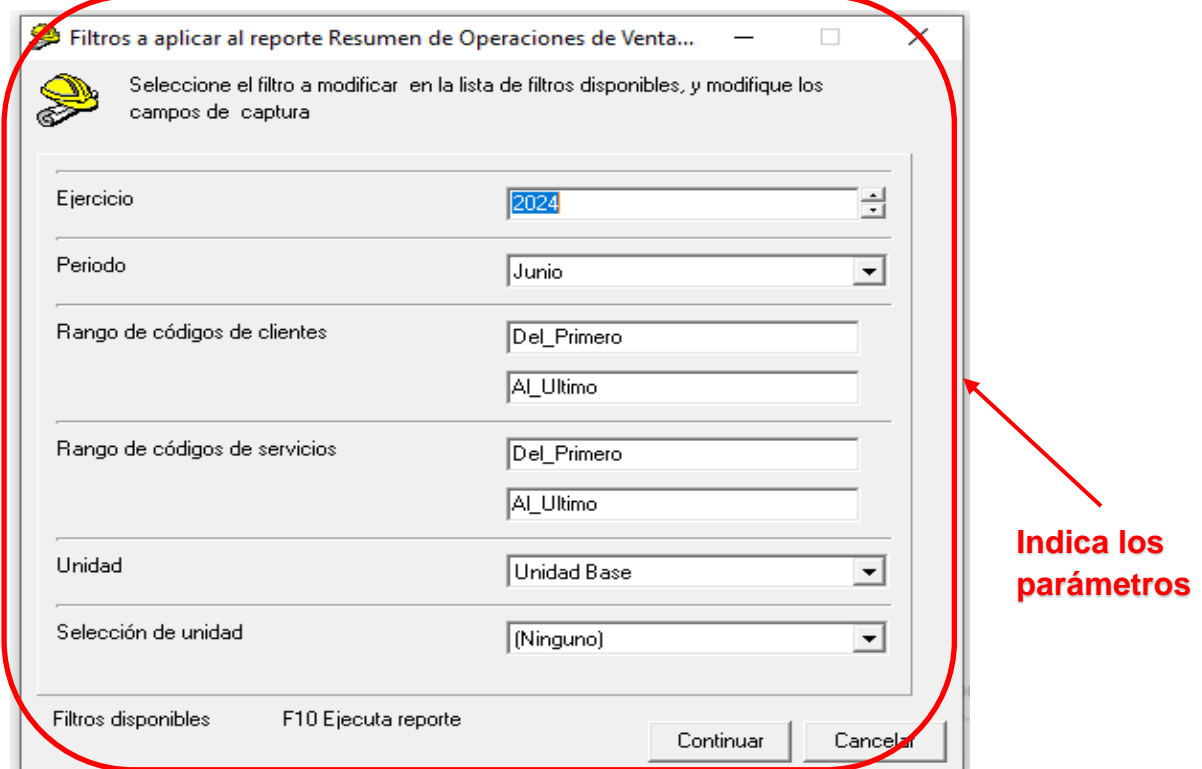 Filtros a aplicar al reporte Resumen de Operaciones de Venta...
Seleccione el filtro a modificar en la lista de filtros disponibles, y modifique los
campos de captura
Ejercicio
2024
Periodo
Junio
Rango de códigos de clientes
Del_Primero
Al_Ultimo
Rango de códigos de servicios
Del_Primero
Al_Ultimo
Unidad
Unidad Base
Selección de unidad
(Ninguno)
Filtros disponibles
F10 Ejecuta reporte
Continuar
Cancelar
Indica los
parámetros